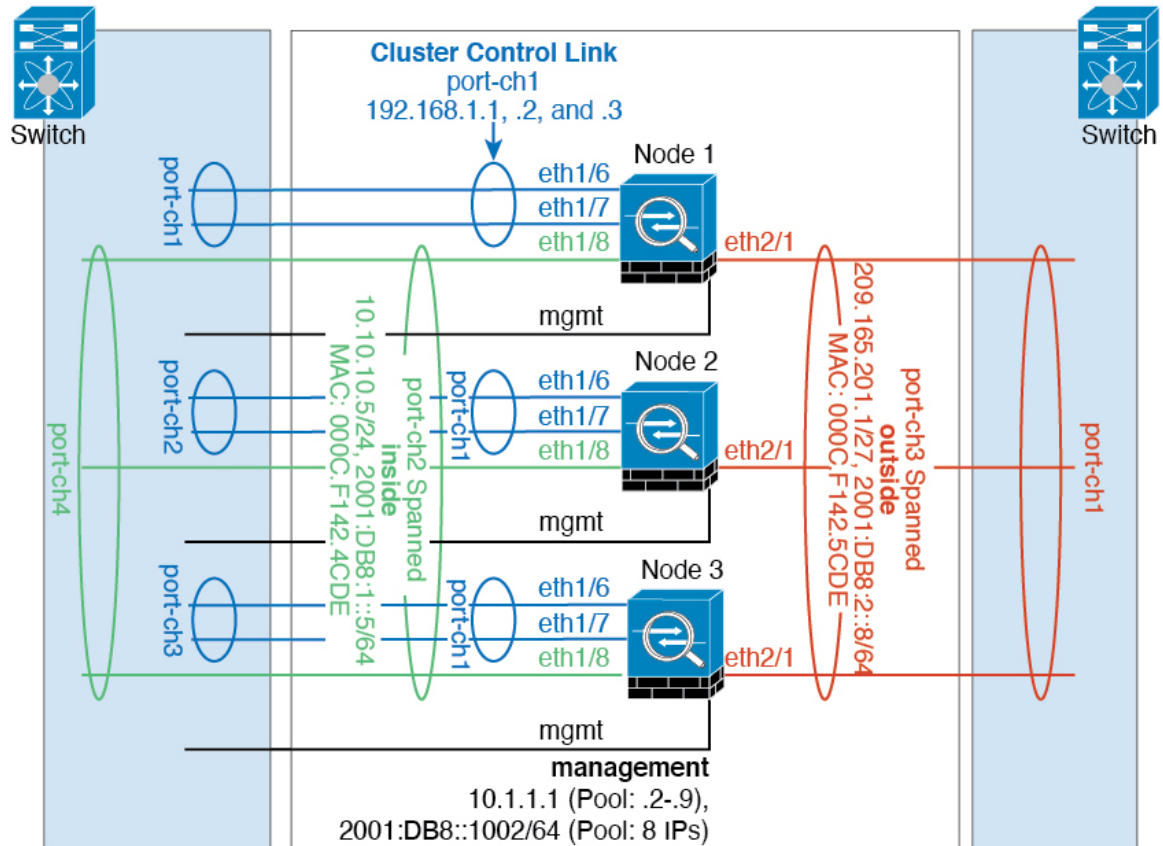 Switch
Switch
Cluster Control Link
port-ch1
192.168.1.1, .2, and .3
Node 1
port-ch1
eth1/6
eth1/7
eth1/8
eth2/1
mgmt
Node 2
port-ch2
port-ch1
eth1/6
eth1/7
eth1/8
eth2/1
mgmt
Node 3
port-ch3
port-ch1
eth1/6
eth1/7
eth1/8
eth2/1
mgmt
port-ch4
port-ch2 Spanned
inside
10.10.10.5/24, 2001:DB8:1::5/64
MAC: 000C.F142.4CDE
port-ch3 Spanned
outside
209.165.201.1/27, 2001:DB8:2::8/64
MAC: 000C.F142.5CDE
port-ch1
management
10.1.1.1 (Pool: .2-.9),
2001:DB8::1002/64 (Pool: 8 IPs)